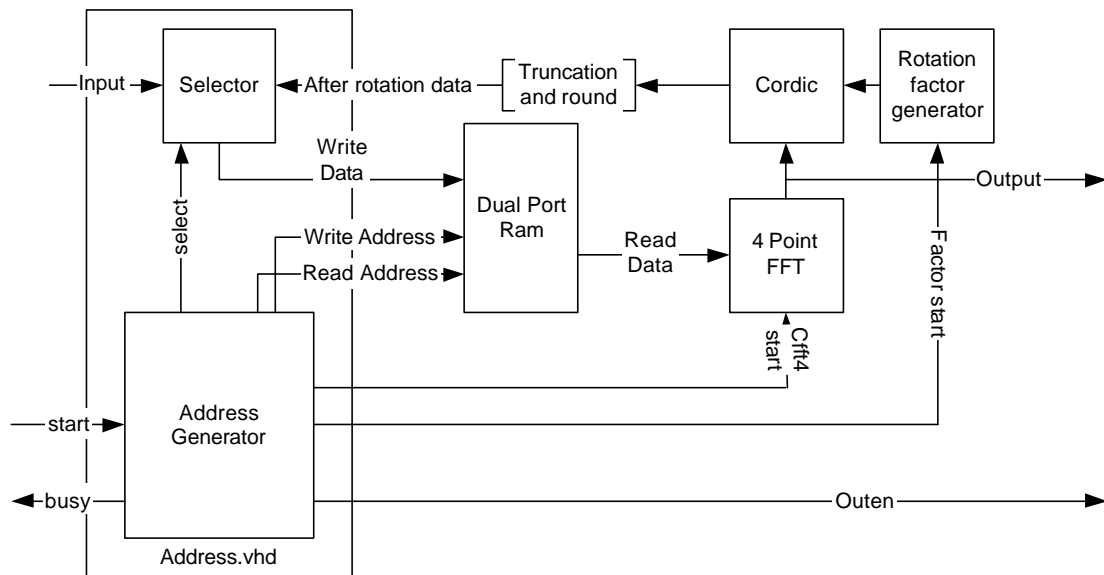 Input
Selector
After rotation data
Truncation
and round
Cordic
Rotation
factor
generator
Write
Data
select
Dual Port
Ram
Write Address
Read Address
Read
Data
4 Point
FFT
Output
Factor start
Cfft4
start
start
Address
Generator
busy
Outen
Address.vhd